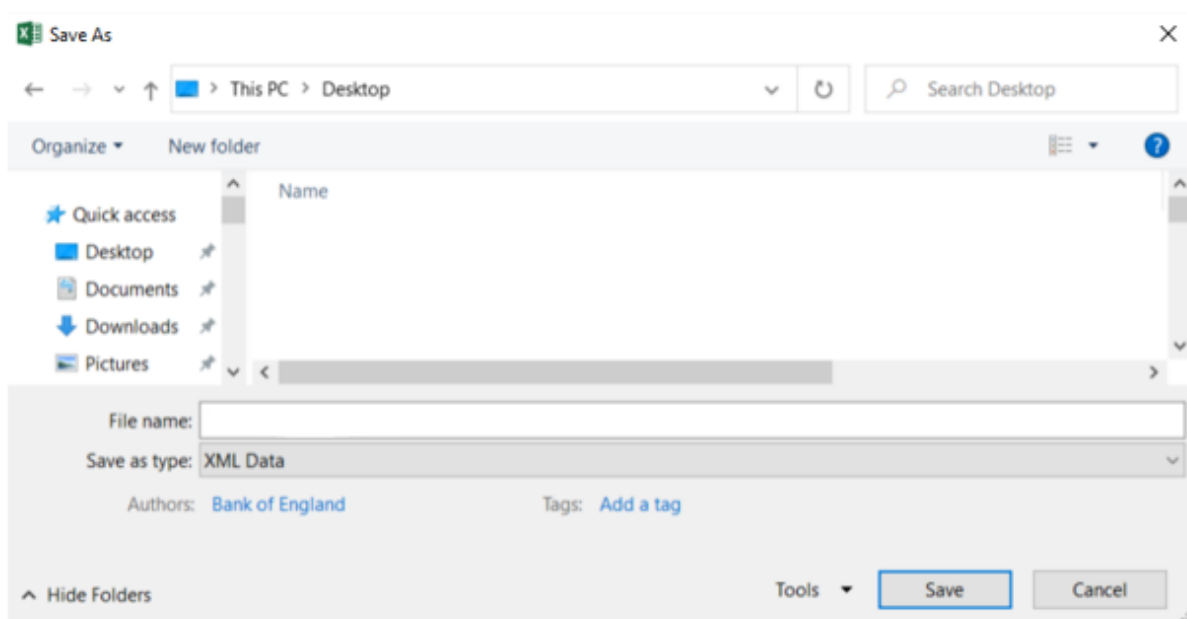 Save As
This PC > Desktop
Search Desktop
Organize
New folder
?
Name
Quick access
Desktop
Documents
Downloads
Pictures
File name:
Save as type: XML Data
Authors: Bank of England Tags: Add a tag
Hide Folders
Tools
Save
Cancel